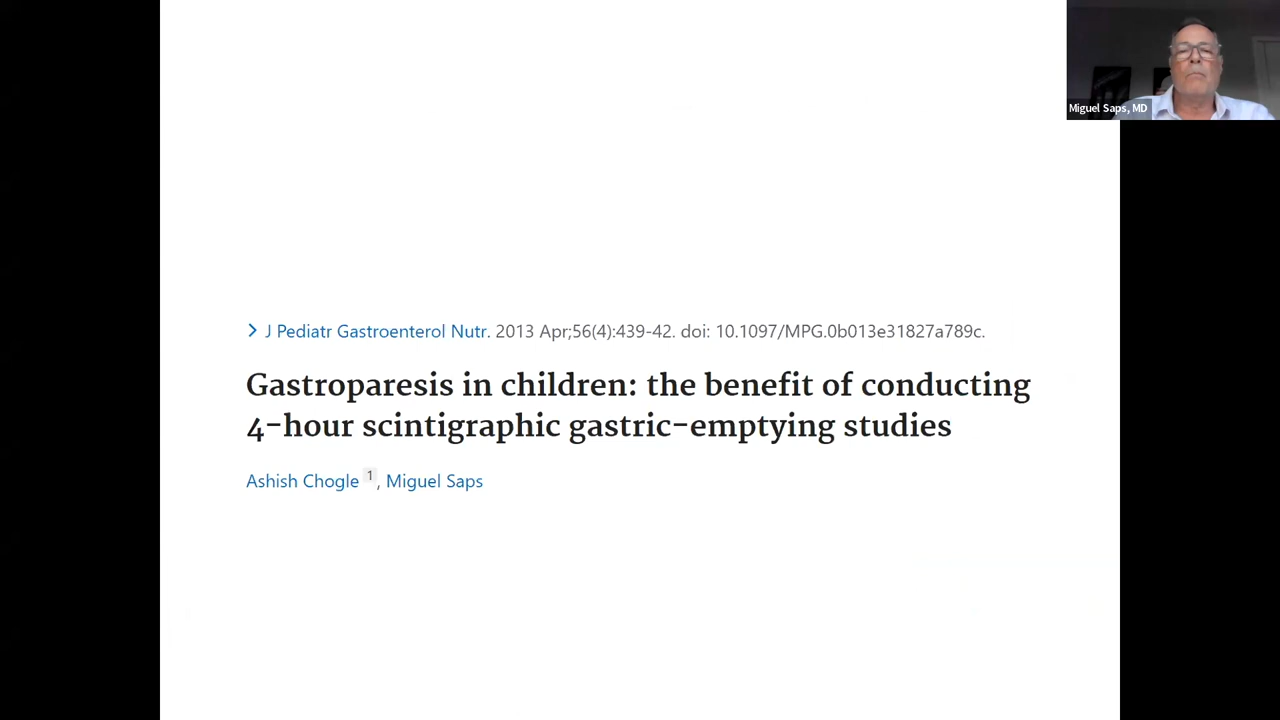 Miguel Saps, MD
J Pediatr Gastroenterol Nutr. 2013 Apr;56(4):439-42. doi: 10.1097/MPG.0b013e31827a789c.
Gastroparesis in children: the benefit of conducting
4-hour scintigraphic gastric-emptying studies
Ashish Chogle 1, Miguel Saps